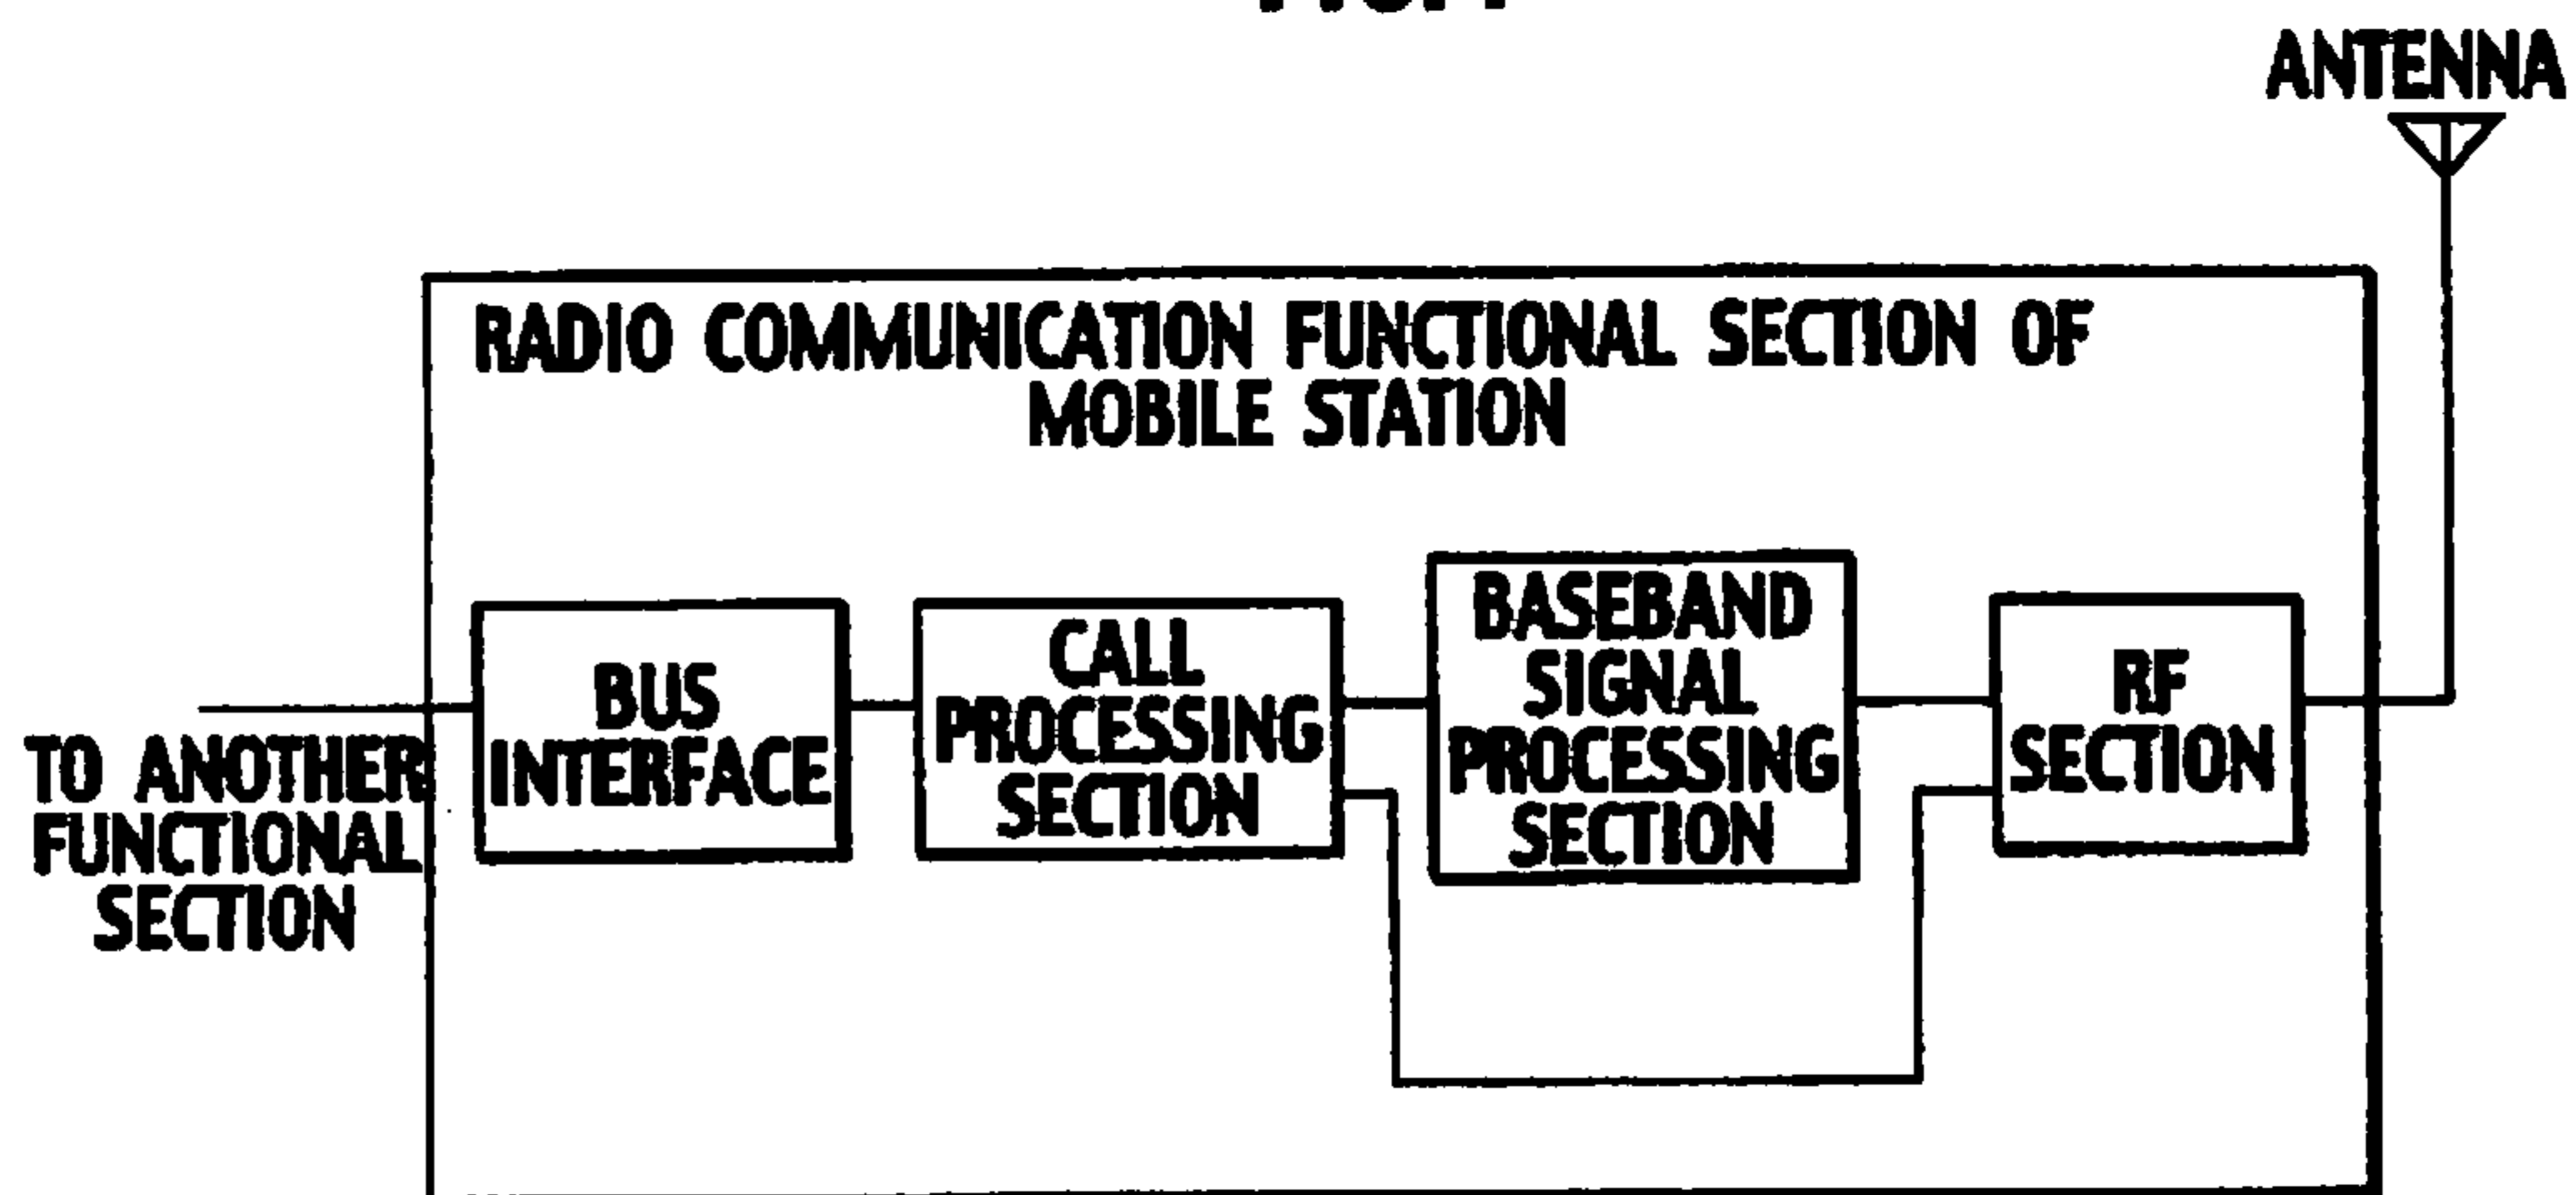 ANTENNA
RADIO COMMUNICATION FUNCTIONAL SECTION OF
MOBILE STATION
BUS
INTERFACE
CALL
PROCESSING
SECTION
BASEBAND
SIGNAL
PROCESSING
SECTION
RF
SECTION
TO ANOTHER
FUNCTIONAL
SECTION